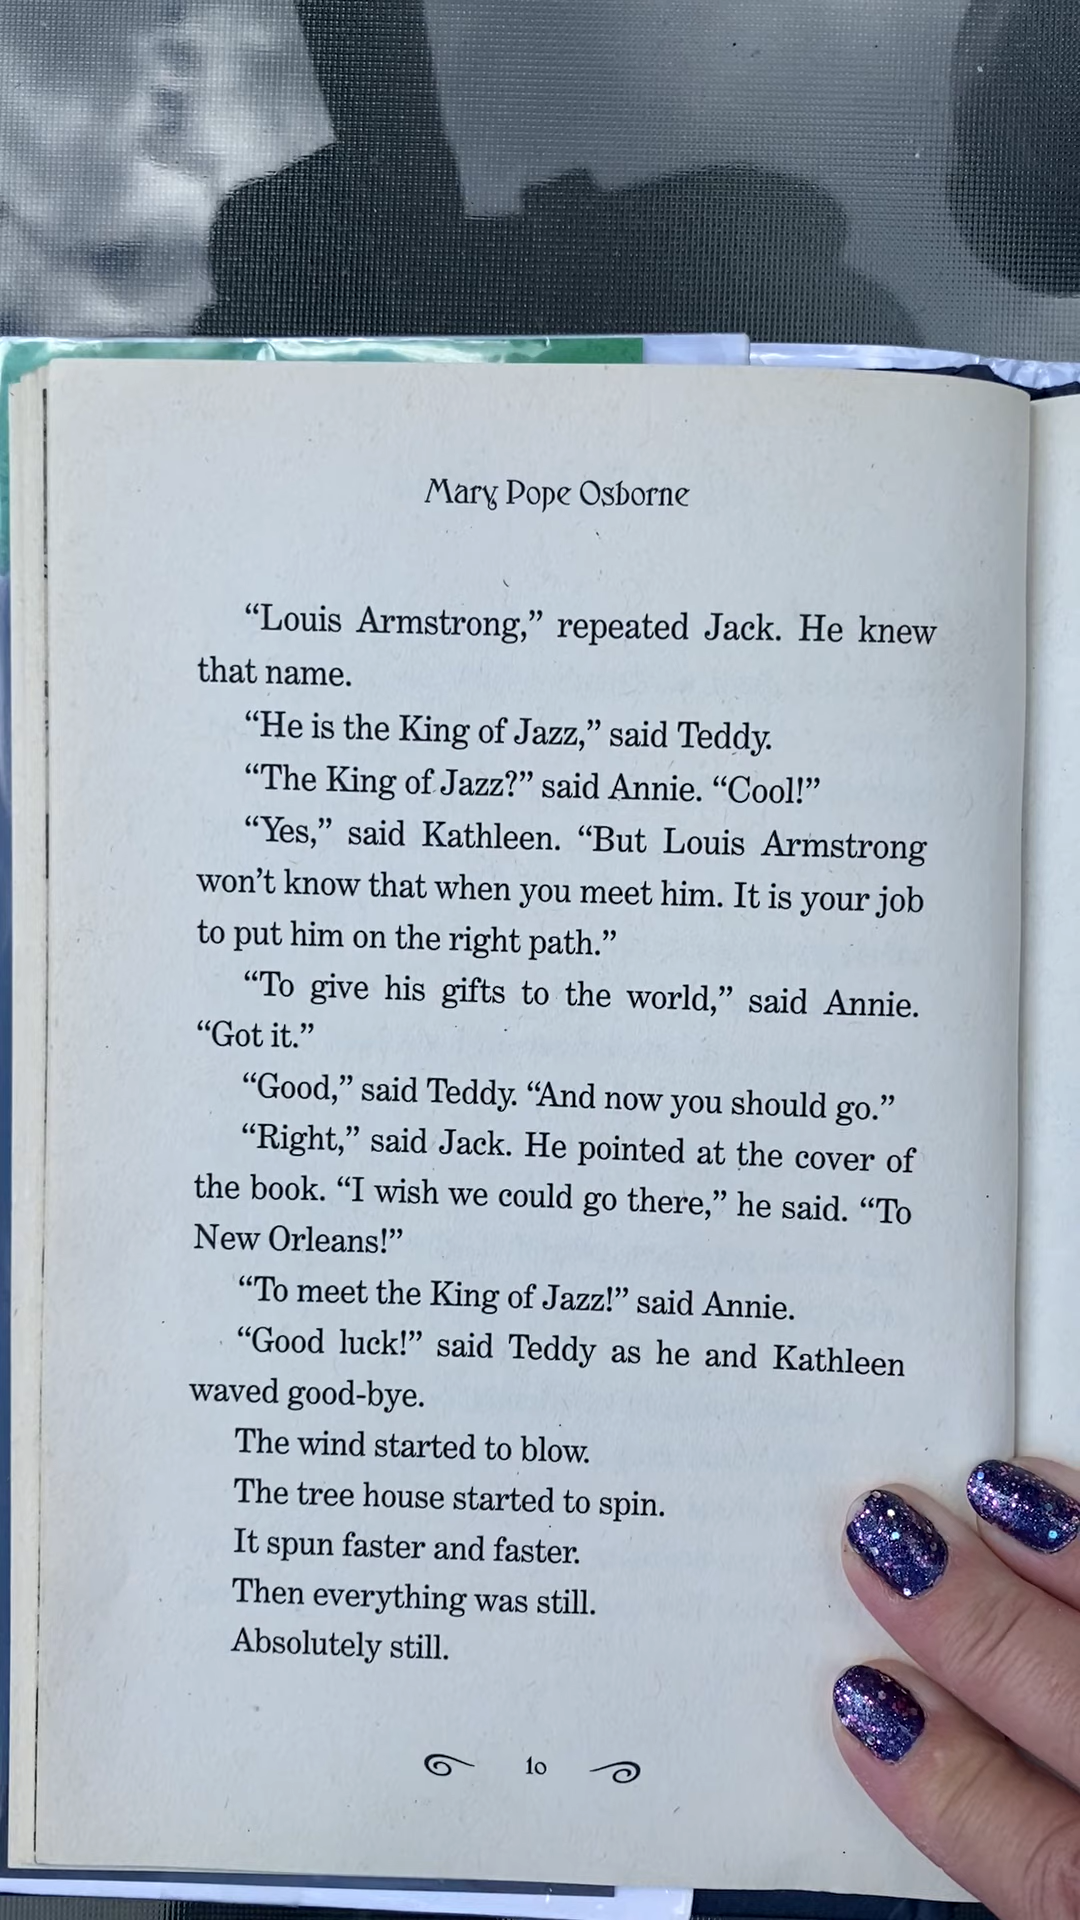 Mary Pope Osborne
“Louis Armstrong,” repeated Jack. He knew
that name.
“He is the King of Jazz,” said Teddy.
“The King of Jazz?” said Annie. “Cool!”
“Yes,” said Kathleen. “But Louis Armstrong
won’t know that when you meet him. It is your job
to put him on the right path.”
“To give his gifts to the world,” said Annie.
“Got it.”
“Good,” said Teddy. “And now you should go.”
“Right,” said Jack. He pointed at the cover of
the book. “I wish we could go there,” he said. “To
New Orleans!”
“To meet the King of Jazz!” said Annie.
“Good luck!” said Teddy as he and Kathleen
waved good-bye.
The wind started to blow.
The tree house started to spin.
It spun faster and faster.
Then everything was still.
Absolutely still.
10